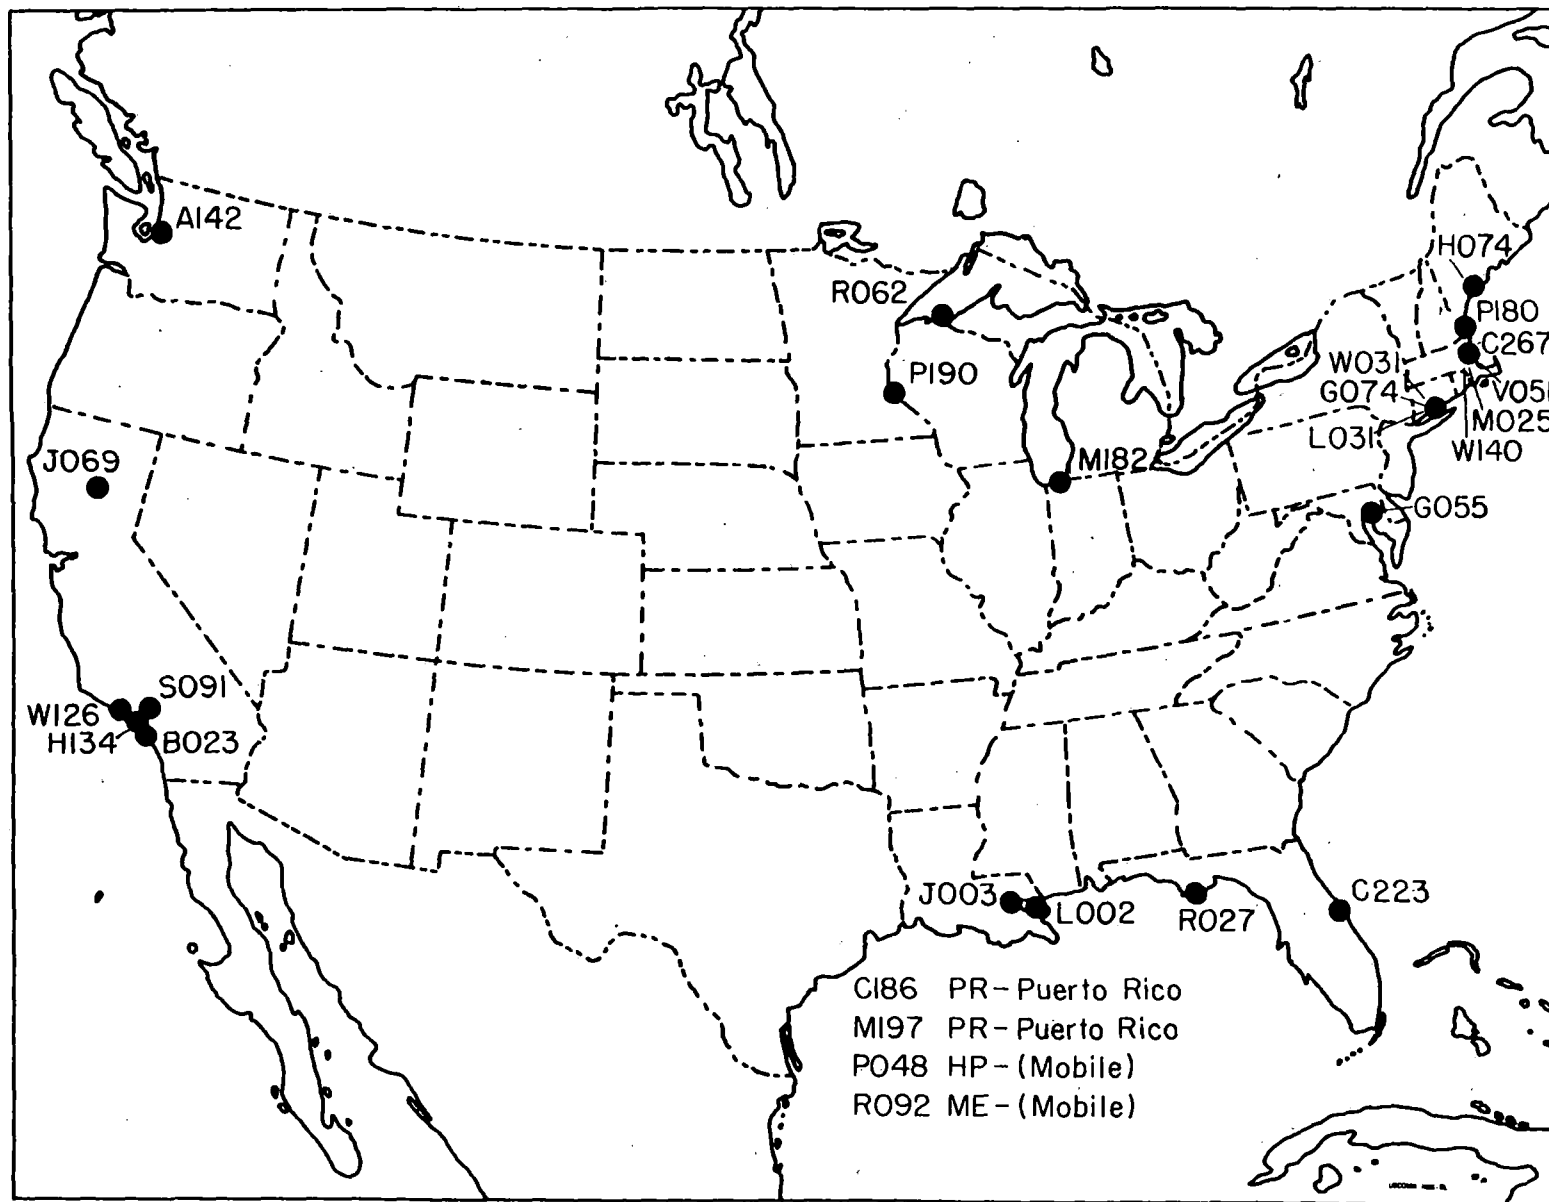 A142
H074
R062
P180
C267
W031
P190
G074
V051
M025
L031
W140
M182
J069
G055
S091
W126
H134
B023
J003
L002
R027
C223
C186 PR-Puerto Rico
M197 PR-Puerto Rico
P048 HP-(Mobile)
R092 ME-(Mobile)